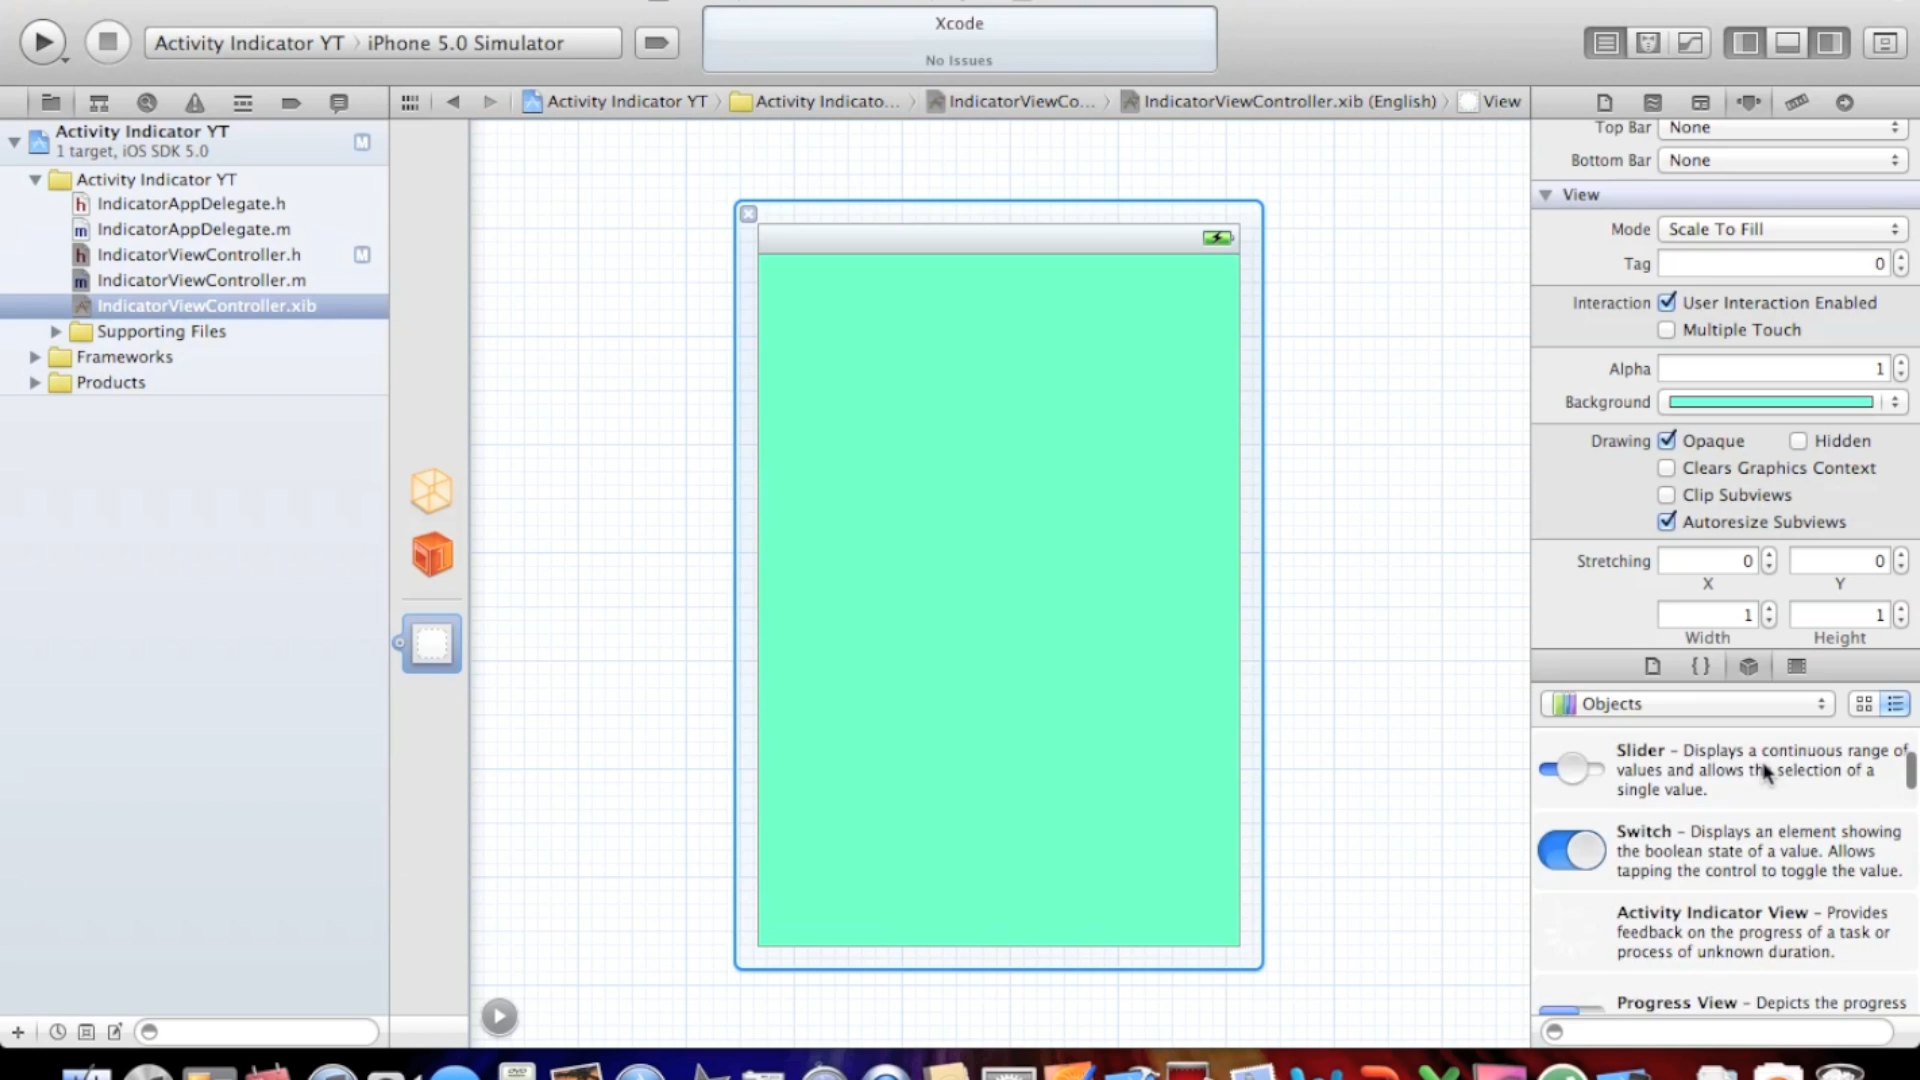 Xcode
Activity Indicator YT
iPhone 5.0 Simulator
No Issues
Activity Indicator YT
Activity Indicato...
IndicatorViewCo...
IndicatorViewController.xib (English)
View
Activity Indicator YT
1 target, iOS SDK 5.0
M
Activity Indicator YT
IndicatorAppDelegate.h
IndicatorAppDelegate.m
IndicatorViewController.h
M
IndicatorViewController.m
IndicatorViewController.xib
Supporting Files
Frameworks
Products
Top Bar None
Bottom Bar None
View
Mode Scale To Fill
Tag 0
Interaction User Interaction Enabled
Multiple Touch
Alpha 1
Background
Drawing Opaque Hidden
Clears Graphics Context
Clip Subviews
Autoresize Subviews
Stretching 0 0
X Y
1 1
Width Height
Objects
Slider - Displays a continuous range of
values and allows the selection of a
single value.
Switch - Displays an element showing
the boolean state of a value. Allows
tapping the control to toggle the value.
Activity Indicator View - Provides
feedback on the progress of a task or
process of unknown duration.
Progress View - Depicts the progress